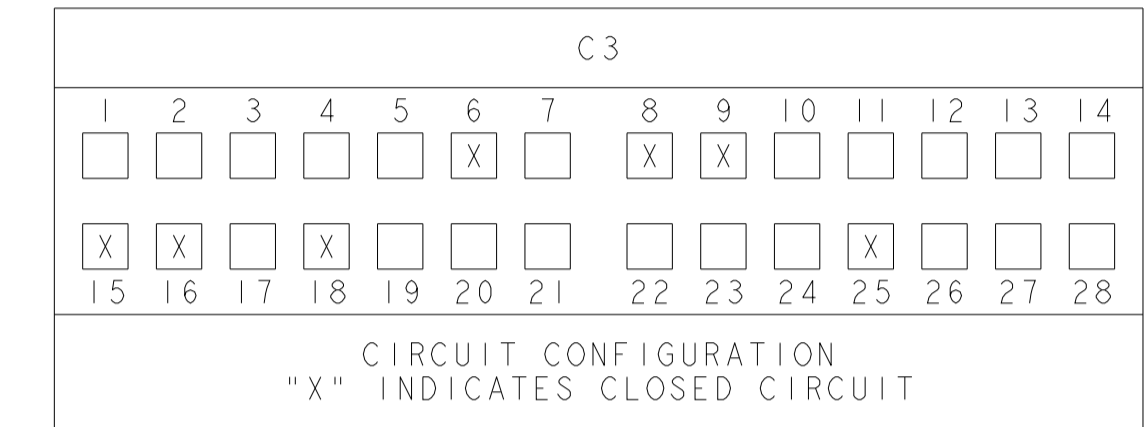 C3
1 2 3 4 5 6 7 8 9 10 11 12 13 14
X X X
X X X X
15 16 17 18 19 20 21 22 23 24 25 26 27 28
CIRCUIT CONFIGURATION
"X" INDICATES CLOSED CIRCUIT